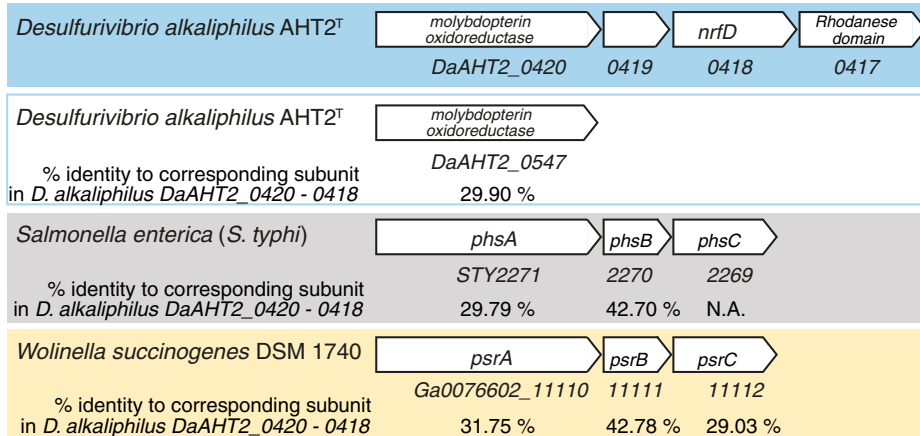 Desulfurivibrio alkaliphilus AHT2ᵀ
molybdopterin
oxidoreductase
nrfD
Rhodanese
domain
DaAHT2_0420 0419 0418 0417
Desulfurivibrio alkaliphilus AHT2ᵀ
molybdopterin
oxidoreductase
DaAHT2_0547
% identity to corresponding subunit
in D. alkaliphilus DaAHT2_0420 - 0418
29.90 %
Salmonella enterica (S. typhi)
phsA phsB phsC
STY2271 2270 2269
% identity to corresponding subunit
in D. alkaliphilus DaAHT2_0420 - 0418
29.79 % 42.70 % N.A.
Wolinella succinogenes DSM 1740
psrA psrB psrC
Ga0076602_11110 11111 11112
% identity to corresponding subunit
in D. alkaliphilus DaAHT2_0420 - 0418
31.75 % 42.78 % 29.03 %